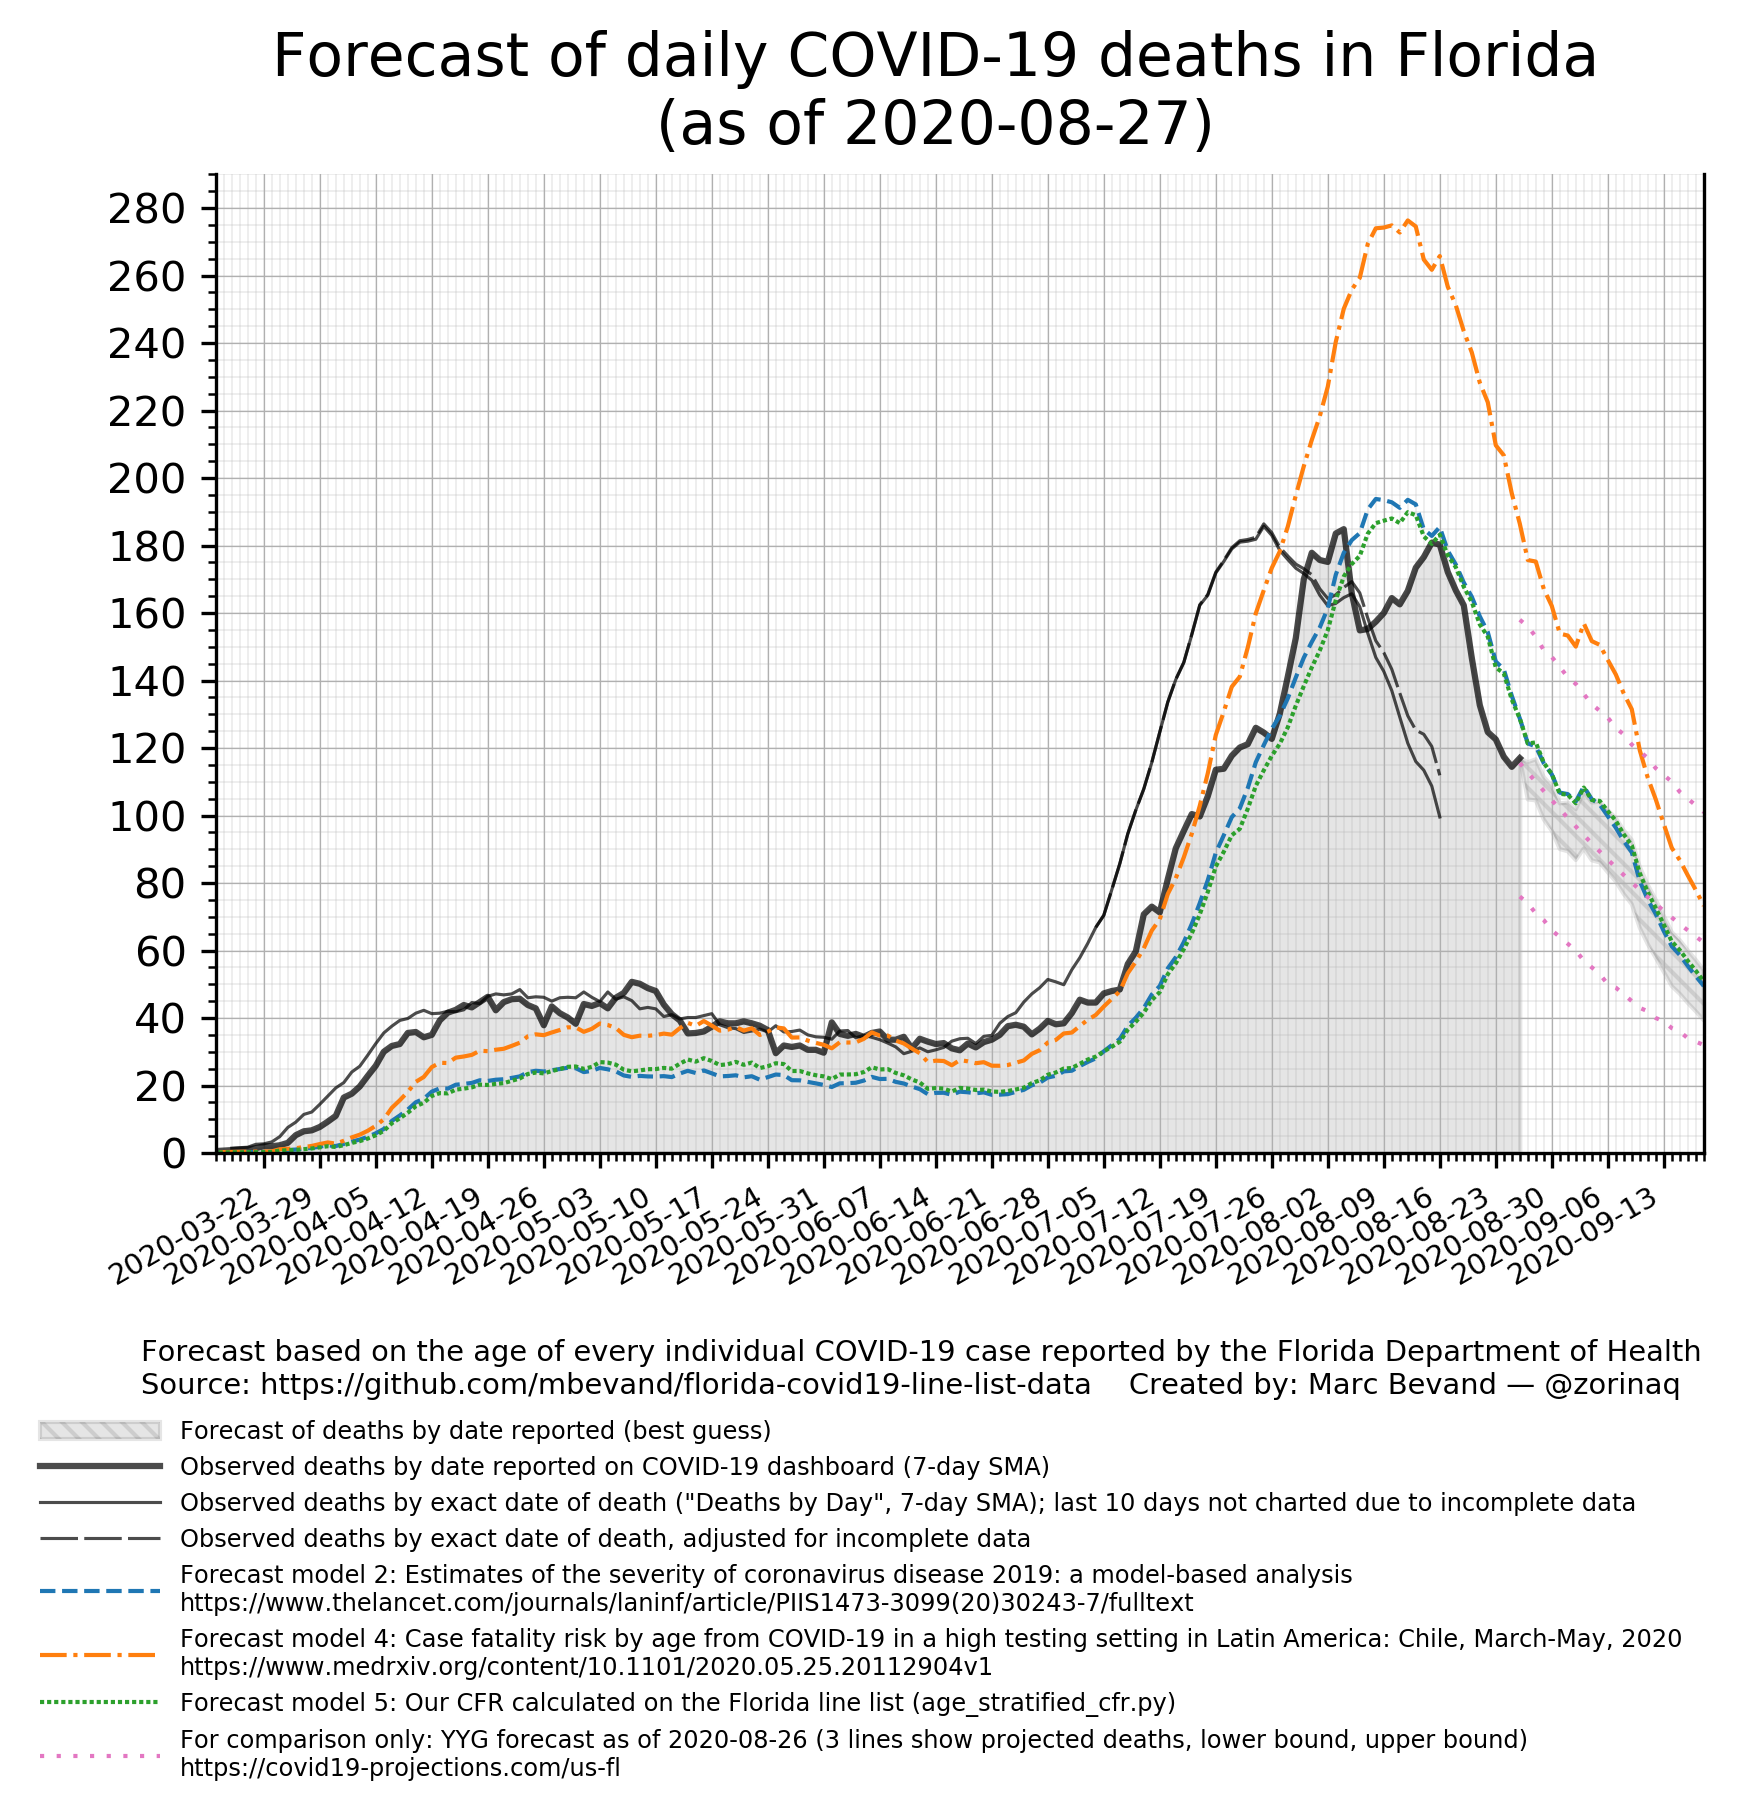 Forecast of daily COVID-19 deaths in Florida
(as of 2020-08-27)
280
260
240
220
200
180
160
140
120
100
80
60
40
20
0
2020-03-22
2020-03-29
2020-04-05
2020-04-12
2020-04-19
2020-04-26
2020-05-03
2020-05-10
2020-05-17
2020-05-24
2020-05-31
2020-06-07
2020-06-14
2020-06-21
2020-06-28
2020-07-05
2020-07-12
2020-07-19
2020-07-26
2020-08-02
2020-08-09
2020-08-16
2020-08-23
2020-08-30
2020-09-06
2020-09-13
Forecast based on the age of every individual COVID-19 case reported by the Florida Department of Health
Source: https://github.com/mbevand/florida-covid19-line-list-data    Created by: Marc Bevand — @zorinaq
Forecast of deaths by date reported (best guess)
Observed deaths by date reported on COVID-19 dashboard (7-day SMA)
Observed deaths by exact date of death ("Deaths by Day", 7-day SMA); last 10 days not charted due to incomplete data
Observed deaths by exact date of death, adjusted for incomplete data
Forecast model 2: Estimates of the severity of coronavirus disease 2019: a model-based analysis
https://www.thelancet.com/journals/laninf/article/PIIS1473-3099(20)30243-7/fulltext
Forecast model 4: Case fatality risk by age from COVID-19 in a high testing setting in Latin America: Chile, March-May, 2020
https://www.medrxiv.org/content/10.1101/2020.05.25.20112904v1
Forecast model 5: Our CFR calculated on the Florida line list (age_stratified_cfr.py)
For comparison only: YYG forecast as of 2020-08-26 (3 lines show projected deaths, lower bound, upper bound)
https://covid19-projections.com/us-fl